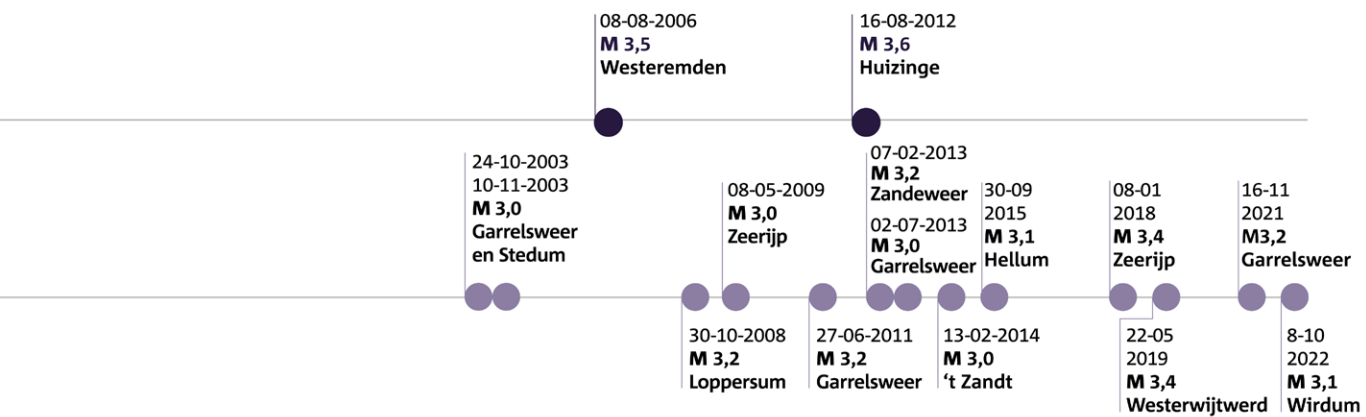 08-08-2006
M 3,5
Westeremden
16-08-2012
M 3,6
Huizinge
24-10-2003
10-11-2003
M 3,0
Garrelsweer
en Stedum
08-05-2009
M 3,0
Zeerijp
07-02-2013
M 3,2
Zandeweer
02-07-2013
M 3,0
Garrelsweer
30-09
2015
M 3,1
Hellum
08-01
2018
M 3,4
Zeerijp
16-11
2021
M3,2
Garrelsweer
30-10-2008
M 3,2
Loppersum
27-06-2011
M 3,2
Garrelsweer
13-02-2014
M 3,0
‘t Zandt
22-05
2019
M 3,4
Westerwijtwerd
8-10
2022
M 3,1
Wirdum